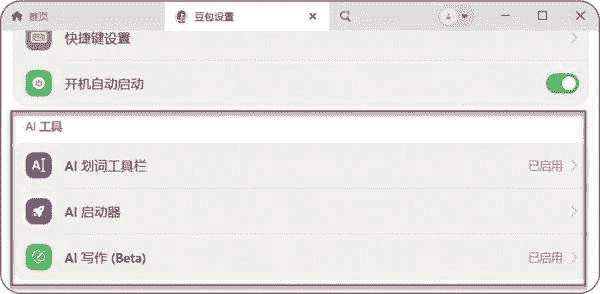 首页
豆包设置
快捷键设置
开机自动启动
AI 工具
AI 划词工具栏 已启用
AI 启动器
AI 写作 (Beta) 已启用